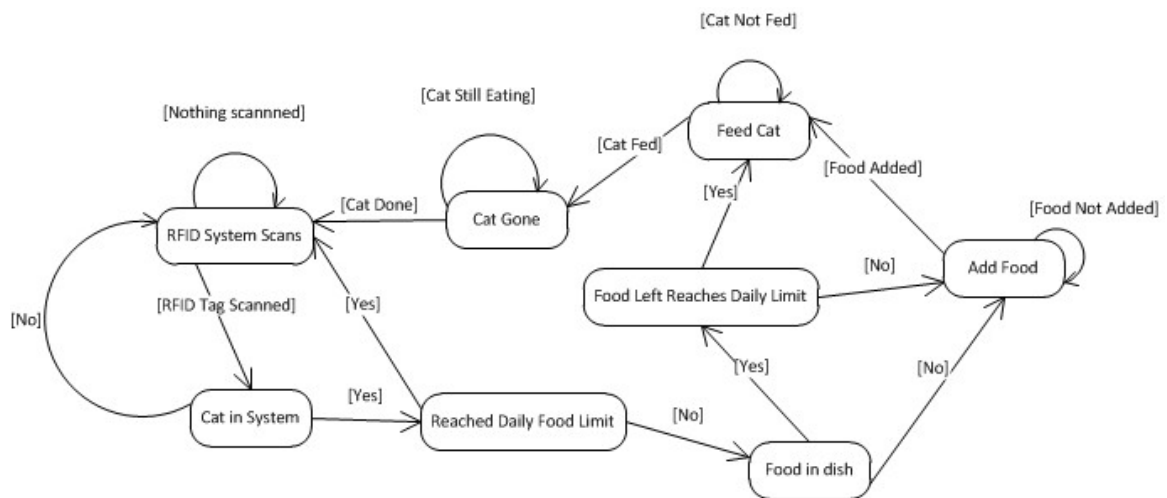 [Cat Not Fed]
[Cat Still Eating]
[Nothing scannned]
Feed Cat
[Cat Fed]
[Food Added]
[Yes]
[Food Not Added]
[Cat Done]
Cat Gone
RFID System Scans
[No]
Add Food
Food Left Reaches Daily Limit
[RFID Tag Scanned]
[Yes]
[No]
[Yes]
[No]
Cat in System
[Yes]
Reached Daily Food Limit
[No]
Food in dish